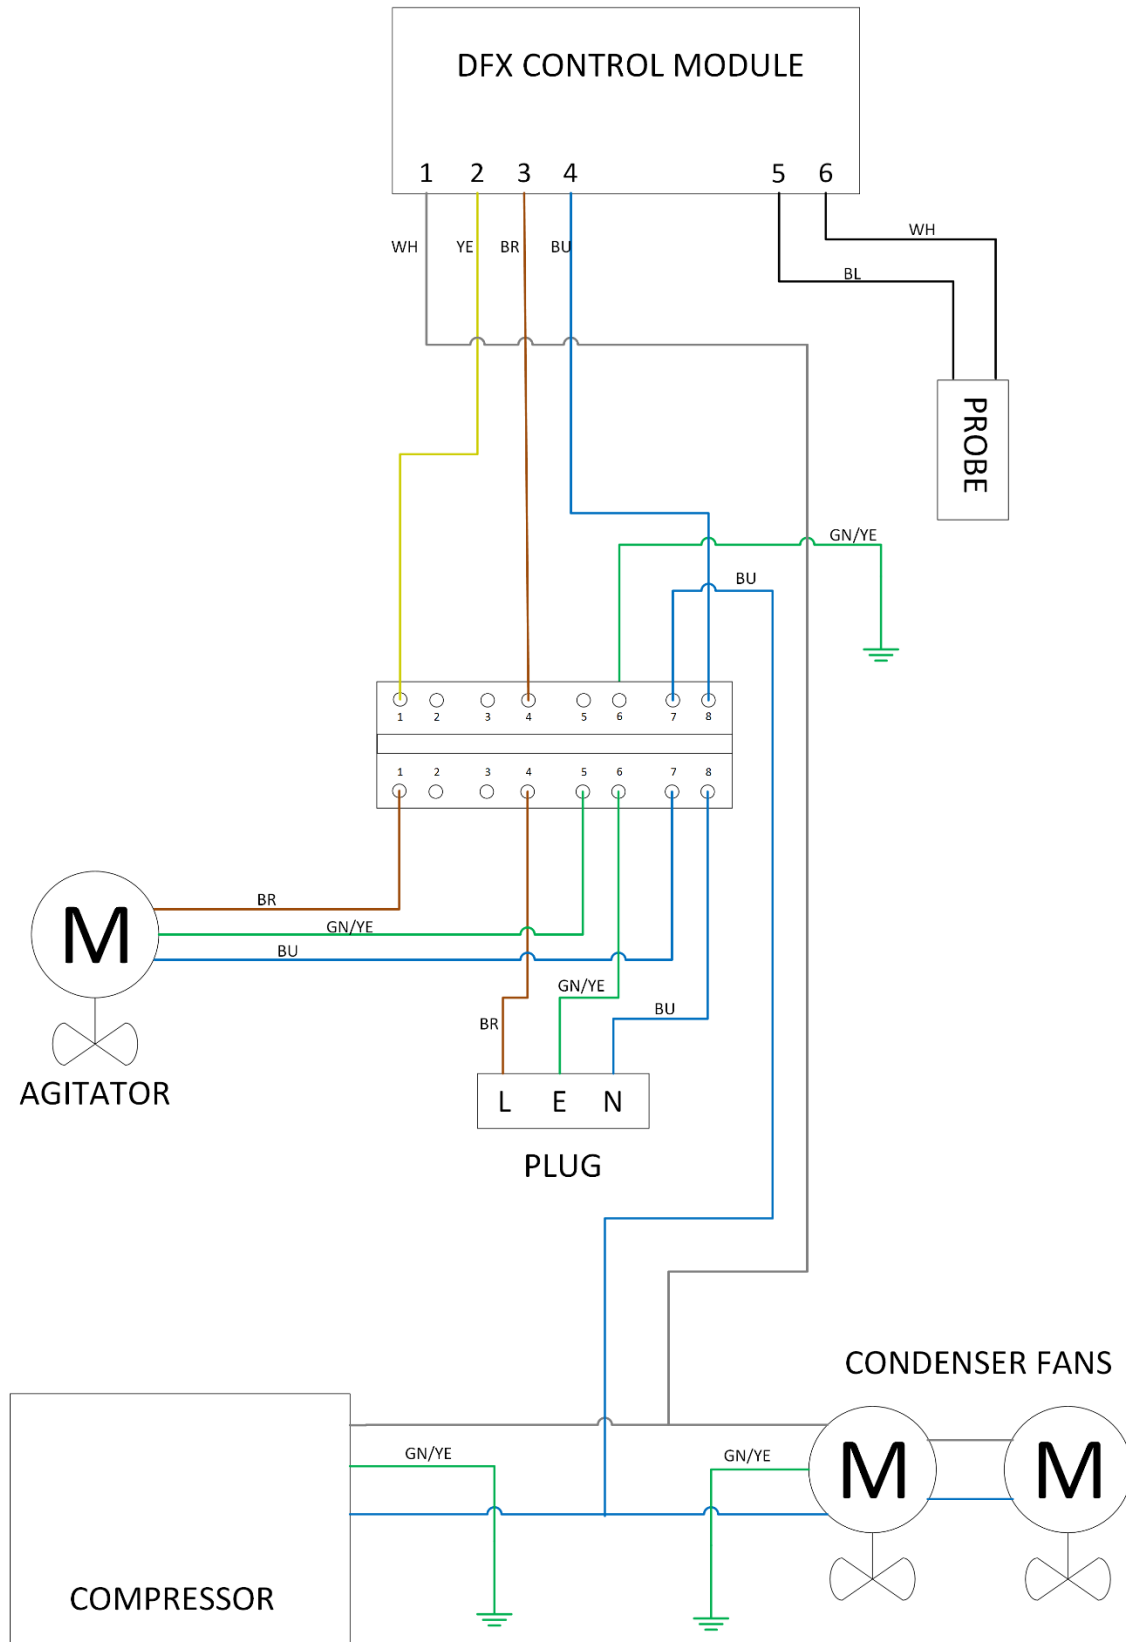 DFX CONTROL MODULE
1 2 3 4 5 6
WH YE BR BU
WH
BL
PROBE
GN/YE
BU
1 2 3 4 5 6 7 8
1 2 3 4 5 6 7 8
M
BR
GN/YE
BU
AGITATOR
GN/YE
BU
BR
L E N
PLUG
CONDENSER FANS
GN/YE
GN/YE
M M
COMPRESSOR